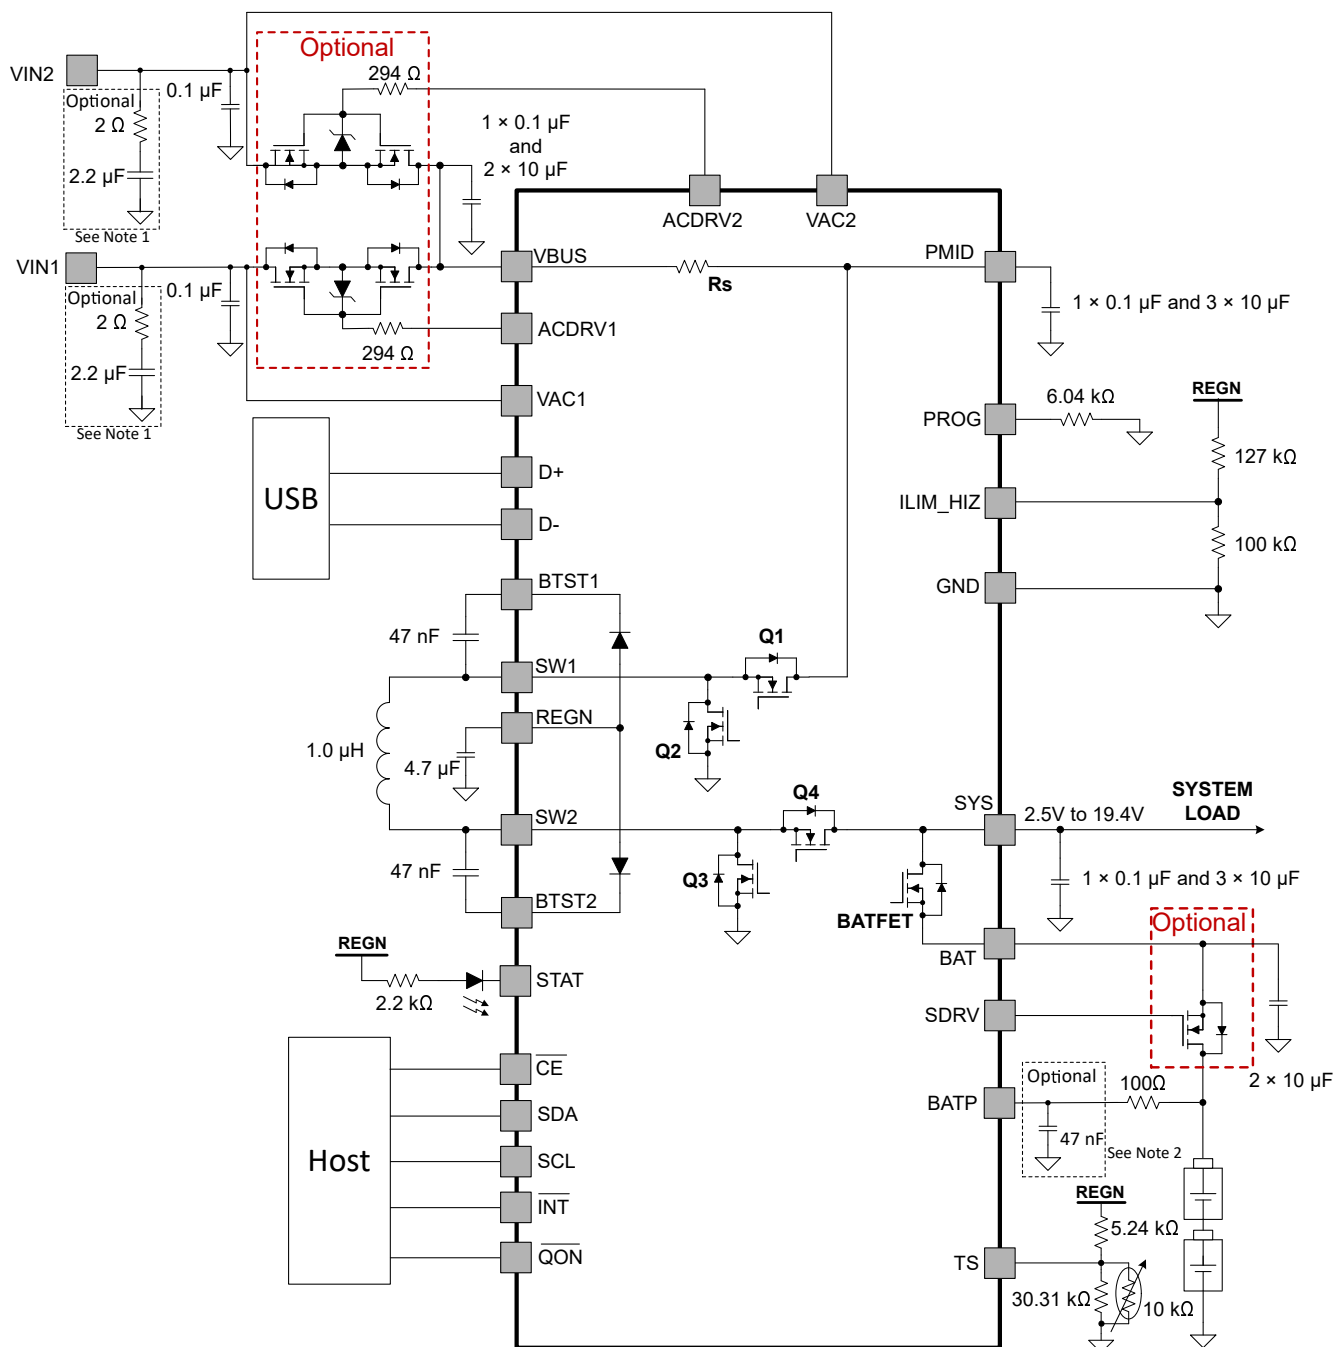 Optional
VIN2
294 Ω
0.1 µF
Optional
2 Ω
2.2 µF
See Note 1
1 × 0.1 µF
and
2 × 10 µF
ACDRV2
VAC2
VIN1
VBUS
Rs
PMID
0.1 µF
Optional
2 Ω
2.2 µF
See Note 1
294 Ω
ACDRV1
1 × 0.1 µF and 3 × 10 µF
VAC1
PROG
6.04 kΩ
REGN
127 kΩ
USB
D+
D-
ILIM_HIZ
100 kΩ
GND
BTST1
47 nF
Q1
SW1
REGN
Q2
1.0 µH
4.7 µF
SW2
Q4
SYS
2.5V to 19.4V
SYSTEM
LOAD
47 nF
Q3
1 × 0.1 µF and 3 × 10 µF
BTST2
BATFET
Optional
REGN
BAT
2.2 kΩ
STAT
SDRV
2 × 10 µF
Host
CE
SDA
SCL
INT
QON
BATP
Optional
100Ω
47 nF
See Note 2
REGN
5.24 kΩ
TS
30.31 kΩ
10 kΩ